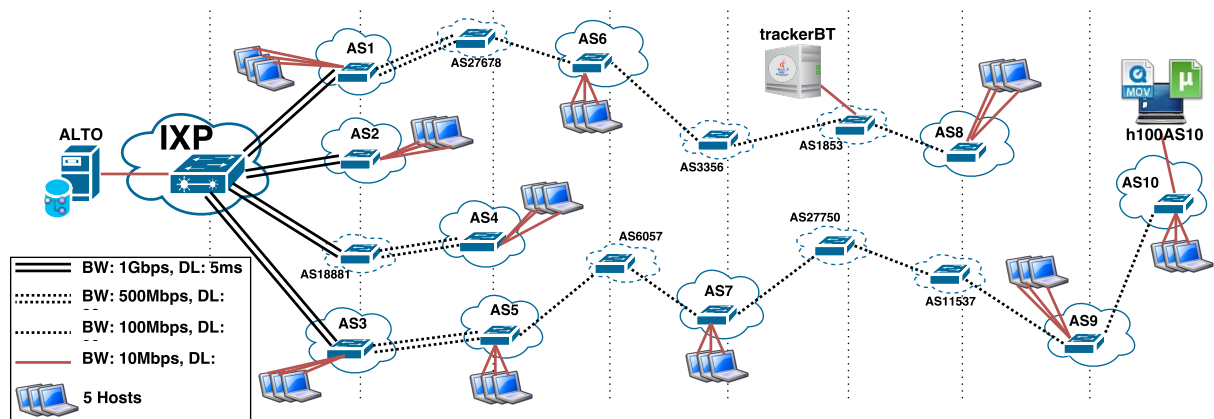 AS1
AS27678
AS6
trackerBT
MOV
µ
h100AS10
ALTO
IXP
AS2
AS3356
AS1853
AS8
AS10
AS4
AS18881
AS6057
AS27750
AS11537
AS3
AS5
AS7
AS9
BW: 1Gbps, DL: 5ms
BW: 500Mbps, DL:
BW: 100Mbps, DL:
BW: 10Mbps, DL:
5 Hosts